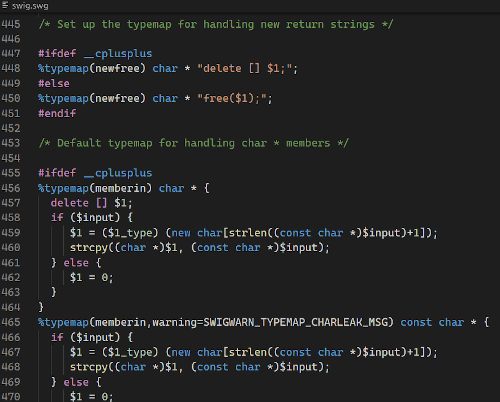 swig.swg
445 /* Set up the typemap for handling new return strings */
446
447 #ifdef __cplusplus
448 %typemap(newfree) char * "delete [] $1;";
449 #else
450 %typemap(newfree) char * "free($1);";
451 #endif
452
453 /* Default typemap for handling char * members */
454
455 #ifdef __cplusplus
456 %typemap(memberin) char * {
457   delete [] $1;
458   if ($input) {
459     $1 = ($1_type) (new char[strlen((const char *)$input)+1]);
460     strcpy((char *)$1, (const char *)$input);
461   } else {
462     $1 = 0;
463   }
464 }
465 %typemap(memberin,warning=SWIGWARN_TYPEMAP_CHARLEAK_MSG) const char * {
466   if ($input) {
467     $1 = ($1_type) (new char[strlen((const char *)$input)+1]);
468     strcpy((char *)$1, (const char *)$input);
469   } else {
470     $1 = 0;